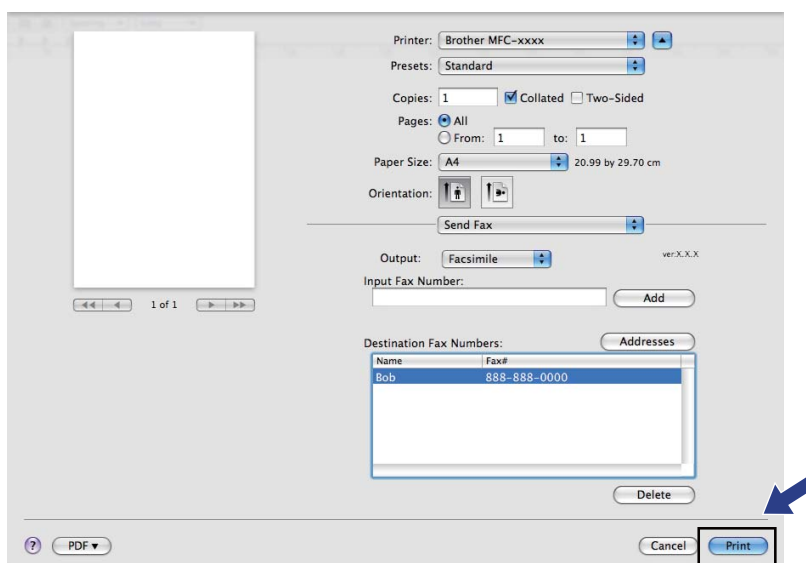 Printer: Brother MFC-xxxx
Presets: Standard
Copies: 1 Collated Two-Sided
Pages: All
From: 1 to: 1
Paper Size: A4 20.99 by 29.70 cm
Orientation:
Send Fax
Output: Facsimile ver:X.X.X
Input Fax Number:
Add
1 of 1
Destination Fax Numbers: Addresses
Name Fax#
Bob 888-888-0000
Delete
? PDF Cancel Print